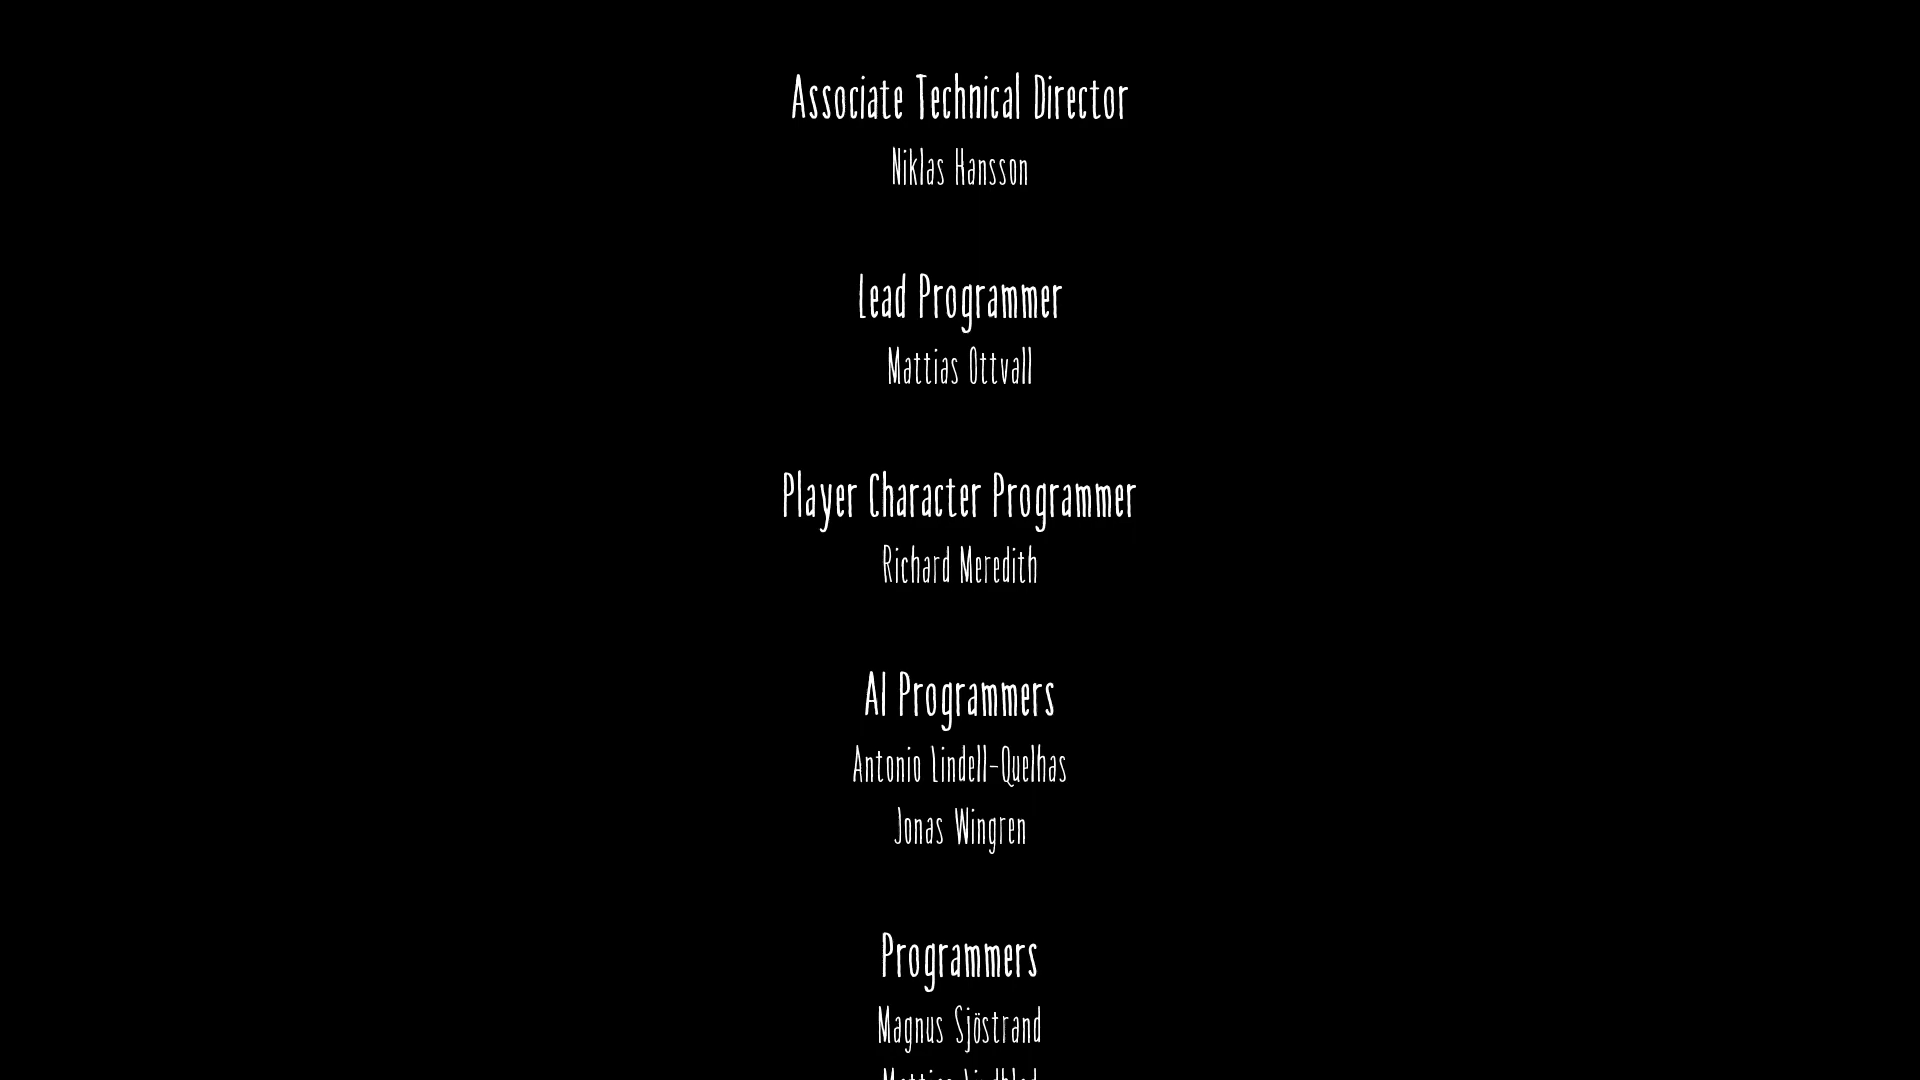 Associate Technical Director
Niklas Hansson
Lead Programmer
Mattias Ottvall
Player Character Programmer
Richard Meredith
AI Programmers
Antonio Lindell-Quelhas
Jonas Wingren
Programmers
Magnus Sjöstrand